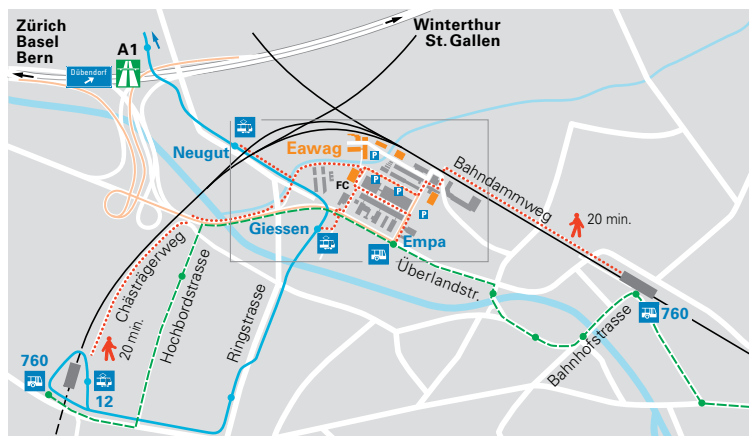 Zürich
Basel
Bern
A1
Dübendorf
Winterthur
St. Gallen
Neugut
Eawag
P
P
P
P
P
FC
Bahndammweg
20 min.
Giessen
Empa
Überlandstr.
Chästrägerweg
20 min.
Hochbordstrasse
Ringstrasse
Bahnhofstrasse
760
760
12